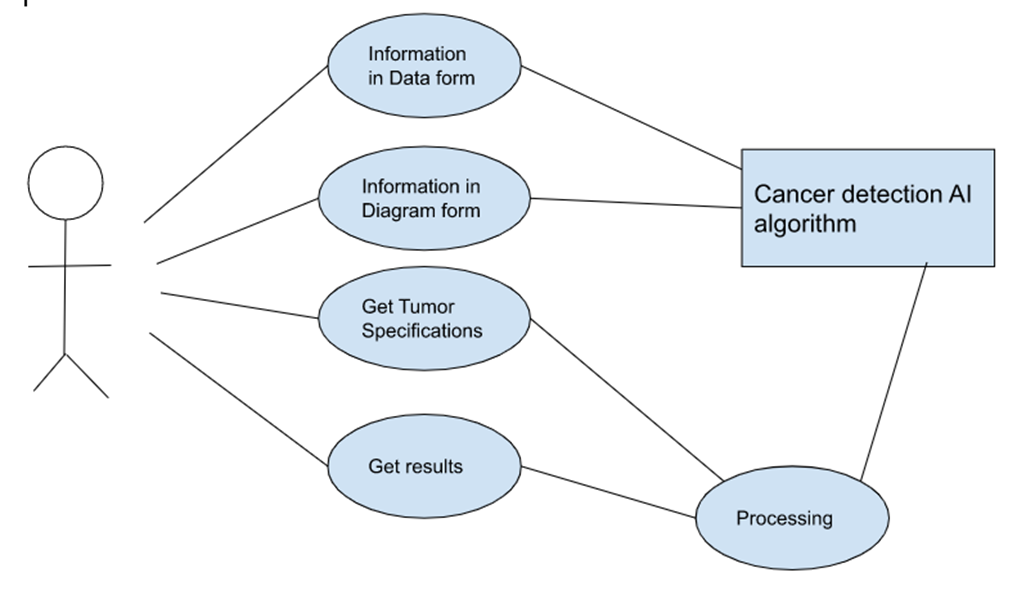 Information
in Data form
Information in
Diagram form
Cancer detection AI
algorithm
Get Tumor
Specifications
Get results
Processing